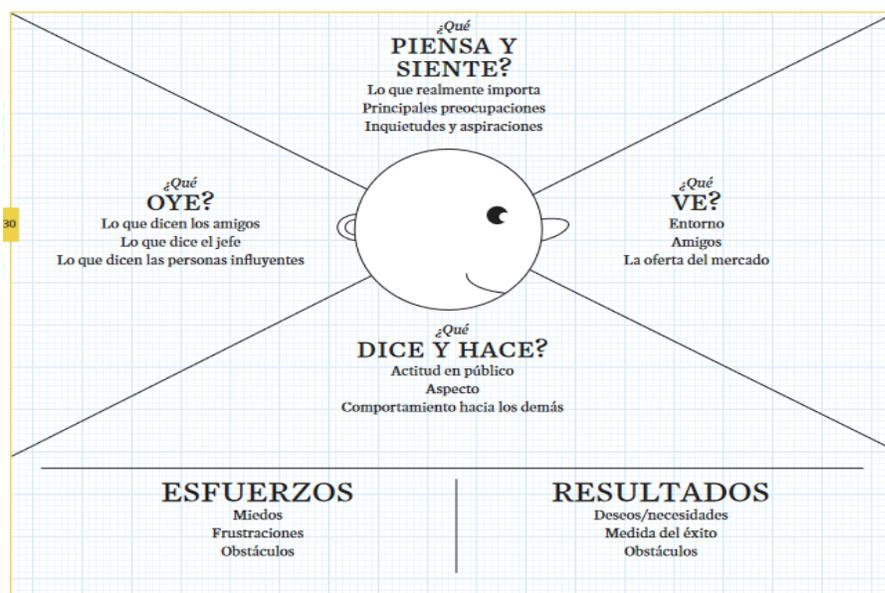 ¿Qué
PIENSA Y
SIENTE?
Lo que realmente importa
Principales preocupaciones
Inquietudes y aspiraciones
¿Qué
OYE?
Lo que dicen los amigos
Lo que dice el jefe
Lo que dicen las personas influyentes
¿Qué
VE?
Entorno
Amigos
La oferta del mercado
30
¿Qué
DICE Y HACE?
Actitud en público
Aspecto
Comportamiento hacia los demás
ESFUERZOS
Miedos
Frustraciones
Obstáculos
RESULTADOS
Deseos/necesidades
Medida del éxito
Obstáculos